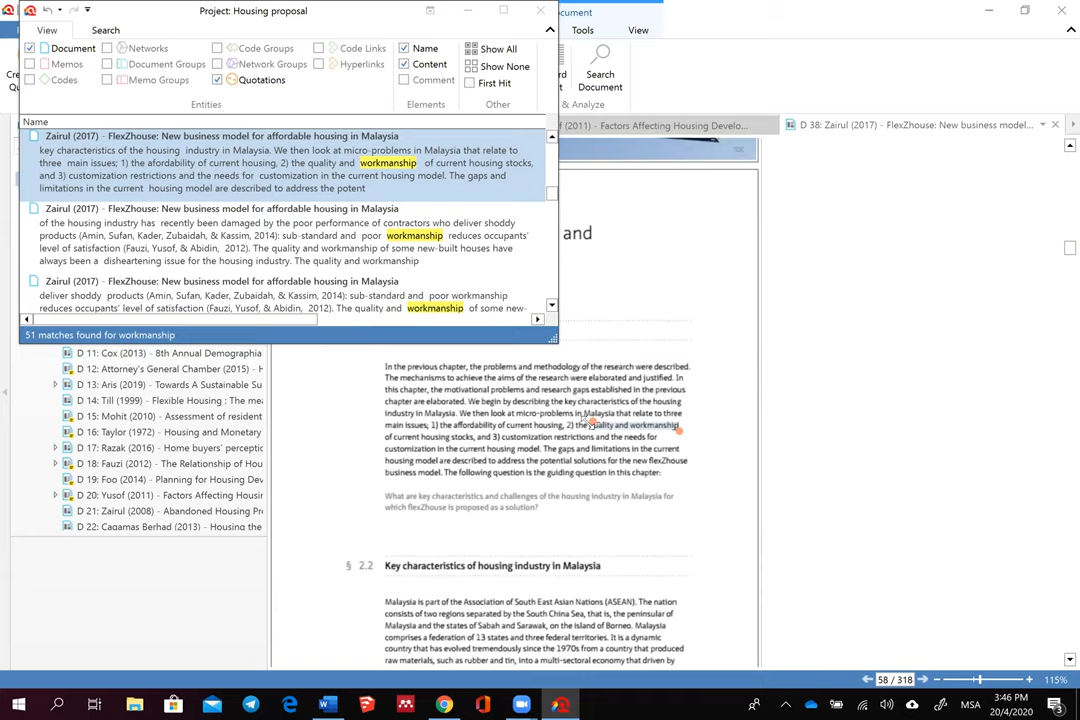 Project: Housing proposal
View
Search
Document
Networks
Code Groups
Code Links
Name
Show All
Memos
Document Groups
Network Groups
Hyperlinks
Content
Show None
Codes
Memo Groups
Quotations
Comment
First Hit
Entities
Elements
Other
Name
Zairul (2017) - FlexZhouse: New business model for affordable housing in Malaysia
key characteristics of the housing industry in Malaysia. We then look at micro-problems in Malaysia that relate to
three main issues; 1) the afordability of current housing, 2) the quality and workmanship of current housing stocks,
and 3) customization restrictions and the needs for customization in the current housing model. The gaps and
limitations in the current housing model are described to address the potent
Zairul (2017) - FlexZhouse: New business model for affordable housing in Malaysia
of the housing industry has recently been damaged by the poor performance of contractors who deliver shoddy
products (Amin, Sufan, Kader, Zubaidah, & Kassim, 2014): sub-standard and poor workmanship reduces occupants'
level of satisfaction (Fauzi, Yusof, & Abidin, 2012). The quality and workmanship of some new-built houses have
always been a disheartening issue for the housing industry. The quality and workmanship
Zairul (2017) - FlexZhouse: New business model for affordable housing in Malaysia
deliver shoddy products (Amin, Sufan, Kader, Zubaidah, & Kassim, 2014): sub-standard and poor workmanship
reduces occupants' level of satisfaction (Fauzi, Yusof, & Abidin, 2012). The quality and workmanship of some new-
51 matches found for workmanship
ocument
Tools
View
Search
Document
& Analyze
(2011) - Factors Affecting Housing Develo...
D 38: Zairul (2017) - FlexZhouse: New business model...
D 11: Cox (2013) - 8th Annual Demographia
D 12: Attorney's General Chamber (2015) - H
D 13: Aris (2019) - Towards A Sustainable Su
D 14: Till (1999) - Flexible Housing : The mea
D 15: Mohit (2010) - Assessment of resident
D 16: Taylor (1972) - Housing and Monetary
D 17: Razak (2016) - Home buyers' perceptic
D 18: Fauzi (2012) - The Relationship of Hou
D 19: Foo (2014) - Planning for Housing Dev
D 20: Yusof (2011) - Factors Affecting Housir
D 21: Zairul (2008) - Abandoned Housing Pr
D 22: Cagamas Berhad (2013) - Housing the
and
In the previous chapter, the problems and methodology of the research were described.
The mechanisms to achieve the aims of the research were elaborated and justified. In
this chapter, the motivational problems and research gaps established in the previous
chapter are elaborated. We begin by describing the key characteristics of the housing
industry in Malaysia. We then look at micro-problems in Malaysia that relate to three
main issues; 1) the affordability of current housing, 2) the quality and workmanship
of current housing stocks, and 3) customization restrictions and the needs for
customization in the current housing model. The gaps and limitations in the current
housing model are described to address the potential solutions for the new flexZhouse
business model. The following question is the guiding question in this chapter:
What are key characteristics and challenges of the housing industry in Malaysia for
which flexZhouse is proposed as a solution?
§ 2.2 Key characteristics of housing industry in Malaysia
Malaysia is part of the Association of South East Asian Nations (ASEAN). The nation
consists of two regions separated by the South China Sea, that is, the peninsular of
Malaysia and the states of Sabah and Sarawak, on the island of Borneo. Malaysia
comprises a federation of 13 states and three federal territories. It is a dynamic
country that has evolved tremendously since the 1970s from a country that produced
raw materials, such as rubber and tin, into a multi-sectoral economy that driven by
58 / 318
115%
MSA
3:46 PM
20/4/2020
3